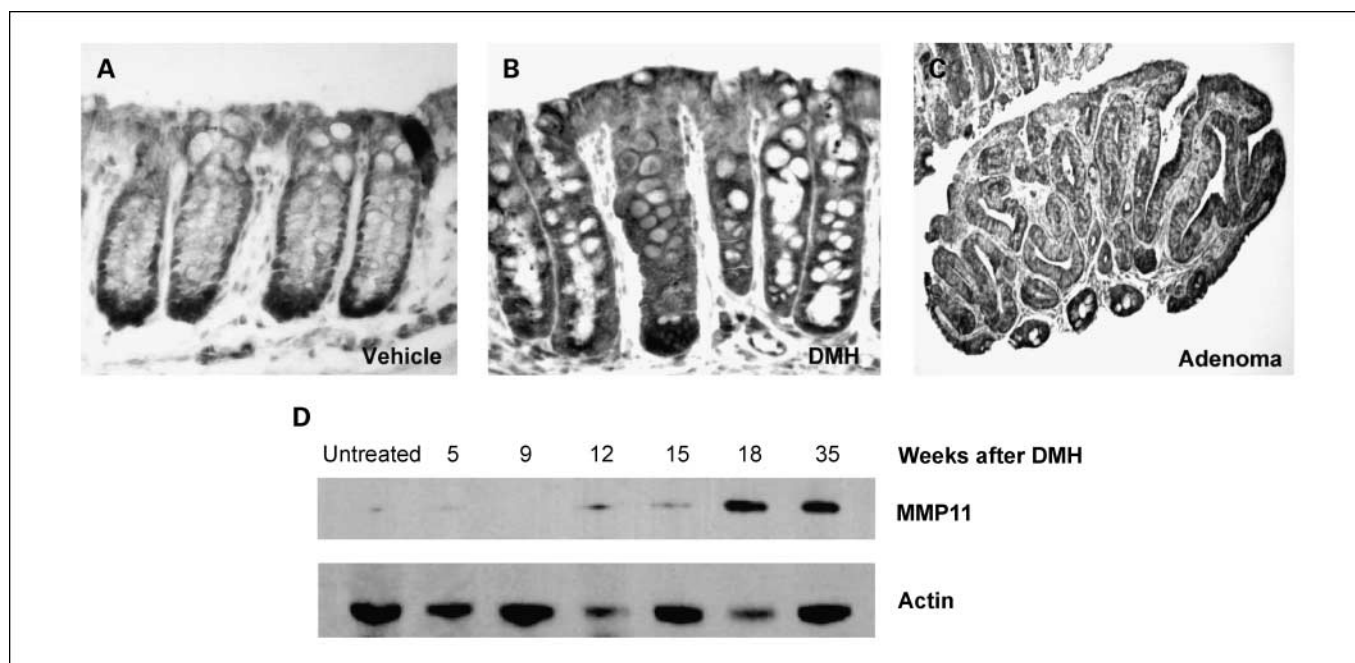 A
B
C
Vehicle
DMH
Adenoma
D
Untreated 5 9 12 15 18 35 Weeks after DMH
MMP11
Actin